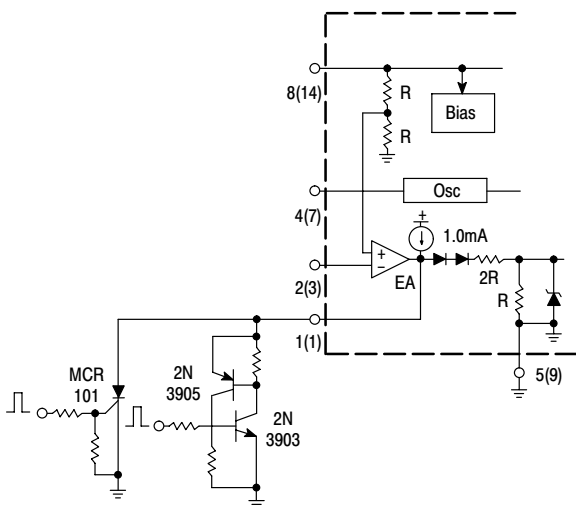 8(14)
R
R
Bias
4(7)
Osc
+
1.0mA
+
−
2R
EA
2(3)
R
1(1)
5(9)
MCR
101
2N
3905
2N
3903